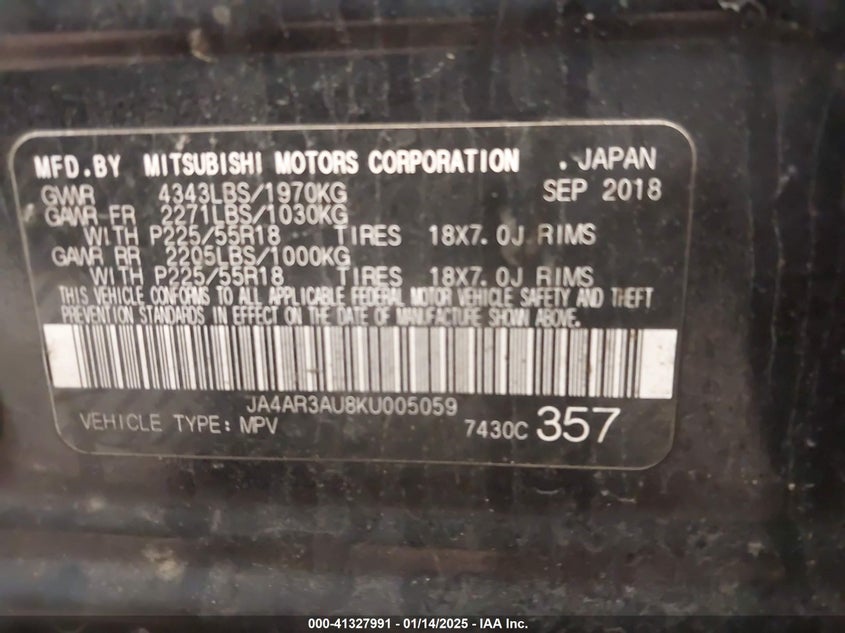 MFD.BY MITSUBISHI MOTORS CORPORATION . JAPAN
GVWR 4343LBS/1970KG SEP 2018
GAWR FR 2271LBS/1030KG
WITH P225/55R18 TIRES 18X7.0J RIMS
GAWR RR 2205LBS/1000KG
WITH P225/55R18 TIRES 18X7.0J RIMS
THIS VEHICLE CONFORMS TO ALL APPLICABLE FEDERAL MOTOR VEHICLE SAFETY AND THEFT
PREVENTION STANDARDS IN EFFECT ON THE DATE OF MANUFACTURE SHOWN ABOVE.
JA4AR3AU8KU005059
VEHICLE TYPE: MPV 7430C 357
000-41327991 - 01/14/2025 - IAA Inc.